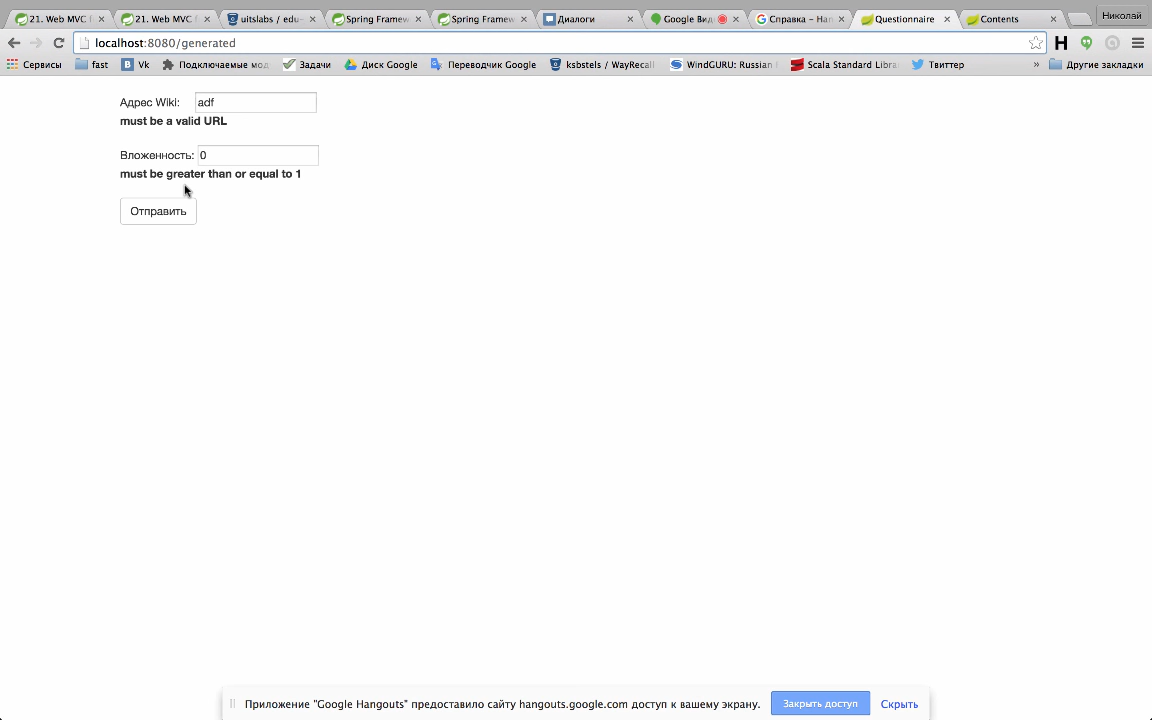 21. Web MVC f
21. Web MVC f
uitslabs / edu-
Spring Framew
Spring Framew
Диалоги
Google Вид
Справка – Han
Questionnaire
Contents
Николай
localhost:8080/generated
H
Сервисы
fast
Vk
Подключаемые мод
Задачи
Диск Google
Переводчик Google
ksbstels / WayRecall
WindGURU: Russian
Scala Standard Libra
Твиттер
»
Другие закладки
Адрес Wiki: adf
must be a valid URL
Вложенность: 0
must be greater than or equal to 1
Отправить
Приложение "Google Hangouts" предоставило сайту hangouts.google.com доступ к вашему экрану. Закрыть доступ Скрыть